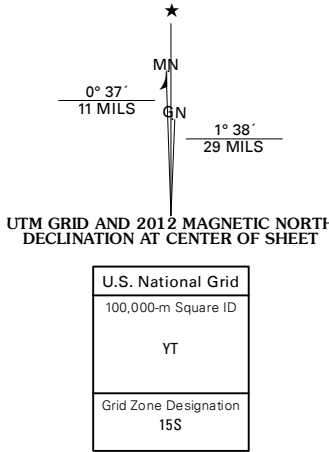 ★
MN
0° 37´
11 MILS
GN
1° 38´
29 MILS
UTM GRID AND 2012 MAGNETIC NORTH
DECLINATION AT CENTER OF SHEET
U.S. National Grid
100,000-m Square ID
YT
Grid Zone Designation
15S